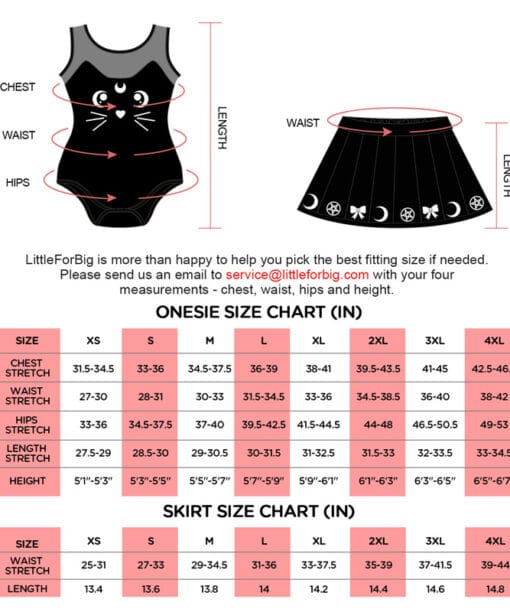 CHEST
WAIST
HIPS
LENGTH
WAIST
LENGTH
LittleForBig is more than happy to help you pick the best fitting size if needed.
Please send us an email to service@littleforbig.com with your four
measurements - chest, waist, hips and height.
ONESIE SIZE CHART (IN)
SIZE XS S M L XL 2XL 3XL 4XL
CHEST STRETCH 31.5-34.5 33-36 34.5-37.5 36-39 38-41 39.5-43.5 41-45 42.5-46.
WAIST STRETCH 27-30 28-31 30-33 31.5-34.5 33-36 34.5-38.5 36-40 38-42
HIPS STRETCH 33-36 34.5-37.5 37-40 39.5-42.5 41.5-44.5 44-48 46.5-50.5 49-53
LENGTH STRETCH 27.5-29 28.5-30 29-30.5 30-31.5 31-32.5 31.5-33 32-33.5 33-34.5
HEIGHT 5'1''-5'3'' 5'3''-5'5'' 5'5''-5'7'' 5'7''-5'9'' 5'9''-6'1'' 6'1''-6'3'' 6'3''-6'5'' 6'5''-6'7'
SKIRT SIZE CHART (IN)
SIZE XS S M L XL 2XL 3XL 4XL
WAIST STRETCH 25-31 27-33 29-34.5 31-36 33-37.5 35-39 37-41.5 39-44
LENGTH 13.4 13.6 13.8 14 14.2 14.4 14.6 14.8